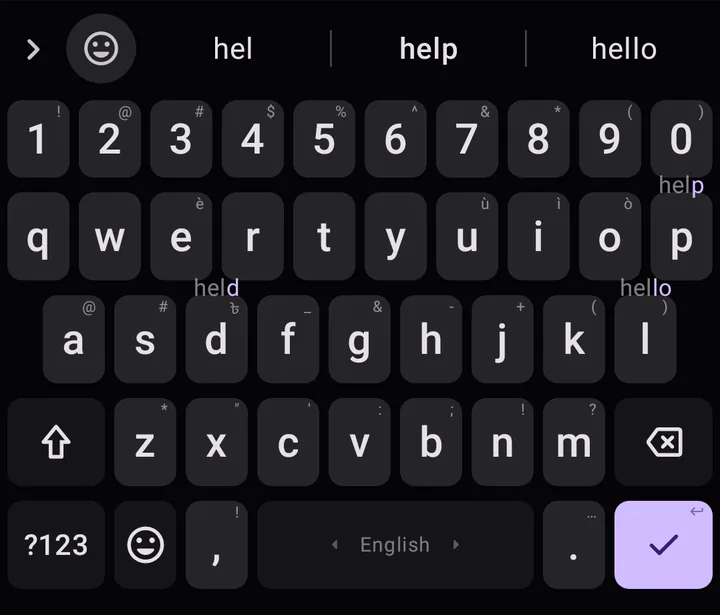 hel help hello
1 ! 2 @ 3 # 4 $ 5 % 6 ^ 7 & 8 * 9 ( 0 )
help
q w e è r t y u ù i ì o ò p
held hello
a @ s # d ъ f _ g & h - j + k ( l )
z * x " c ' v : b ; n ! m ?
?123 , ! English . …